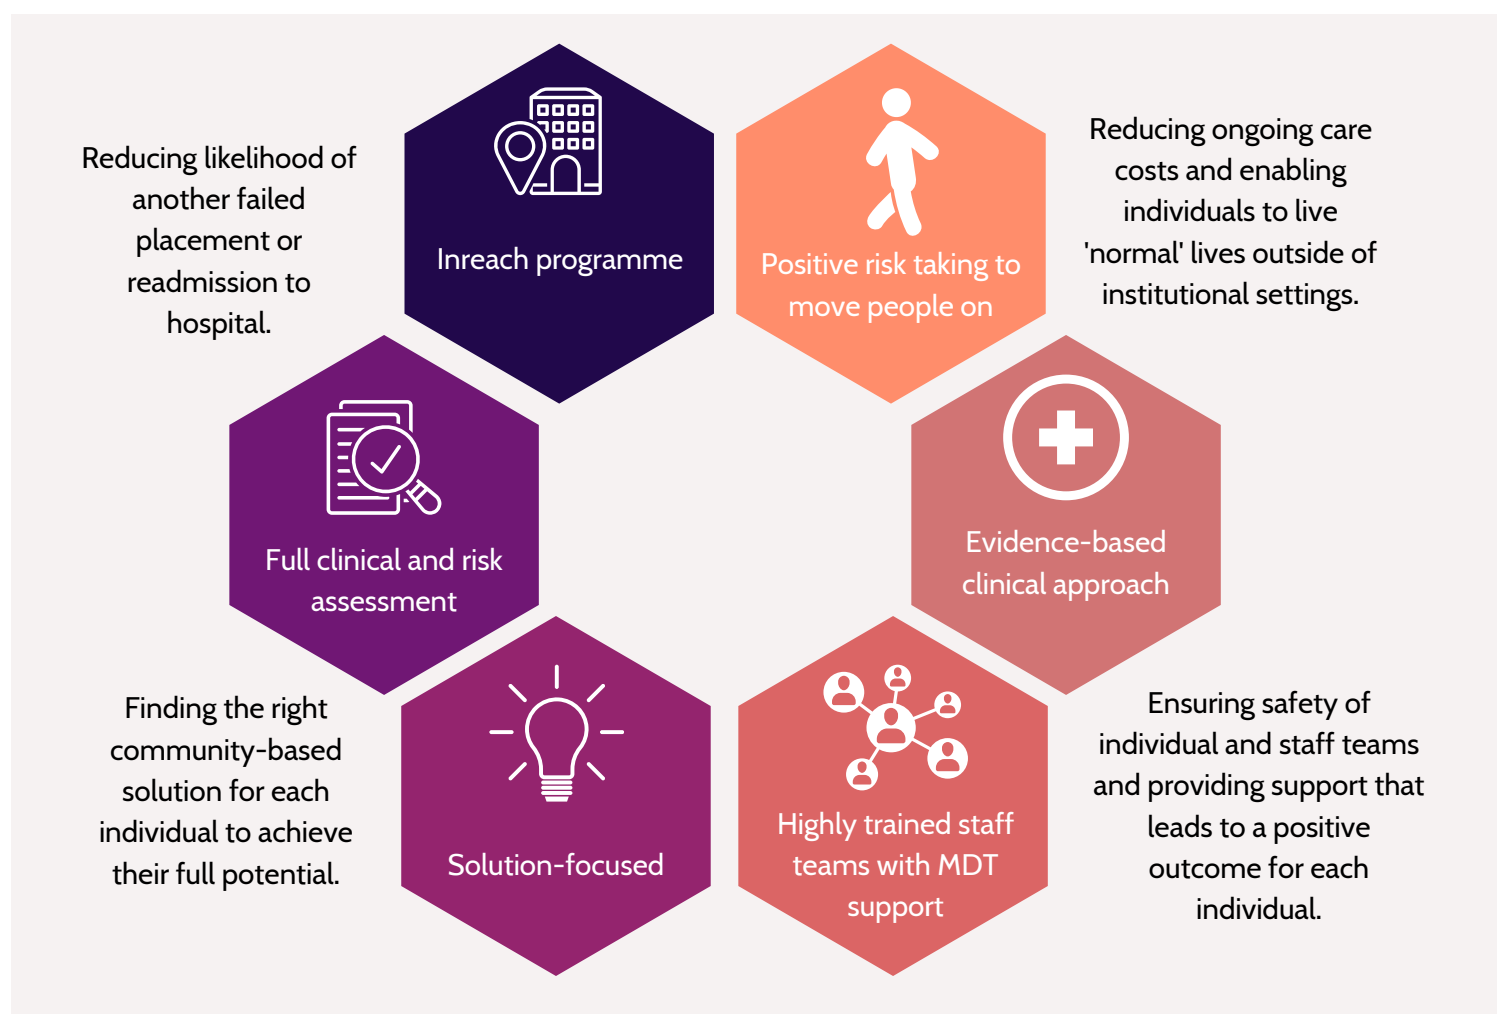 Reducing likelihood of
another failed
placement or
readmission to
hospital.
Inreach programme
Positive risk taking to
move people on
Reducing ongoing care
costs and enabling
individuals to live
'normal' lives outside of
institutional settings.
Full clinical and risk
assessment
Evidence-based
clinical approach
Finding the right
community-based
solution for each
individual to achieve
their full potential.
Solution-focused
Highly trained staff
teams with MDT
support
Ensuring safety of
individual and staff teams
and providing support that
leads to a positive
outcome for each
individual.